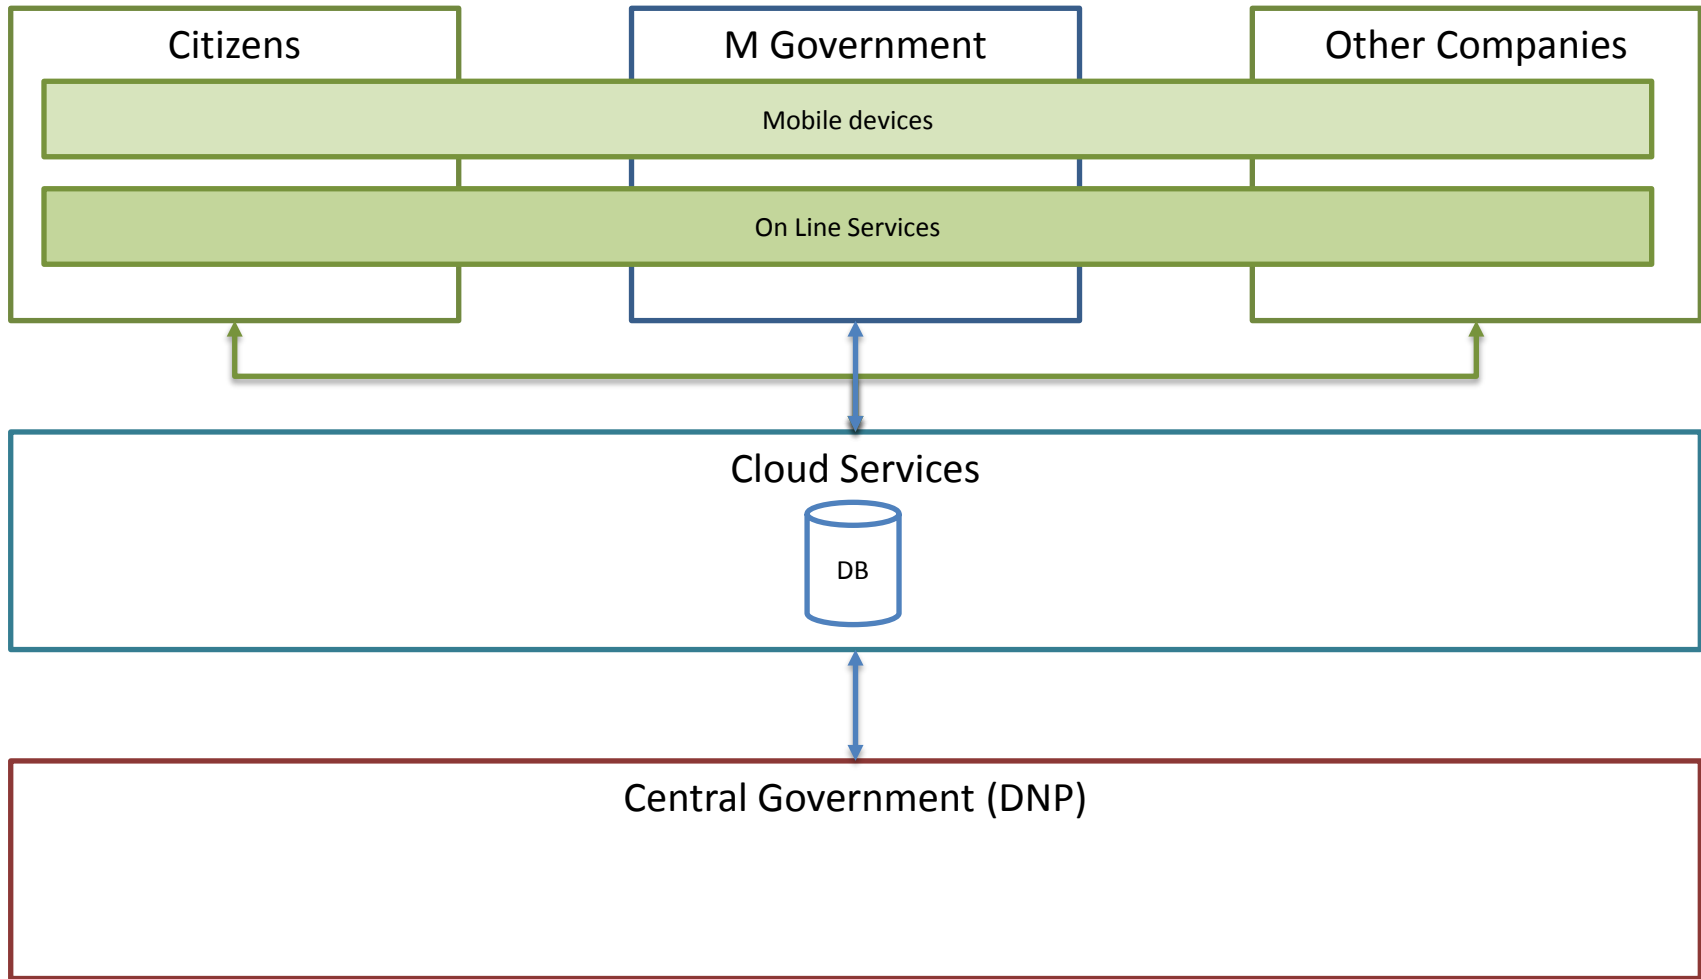 Citizens
M Government
Other Companies
Mobile devices
On Line Services
Cloud Services
DB
Central Government (DNP)